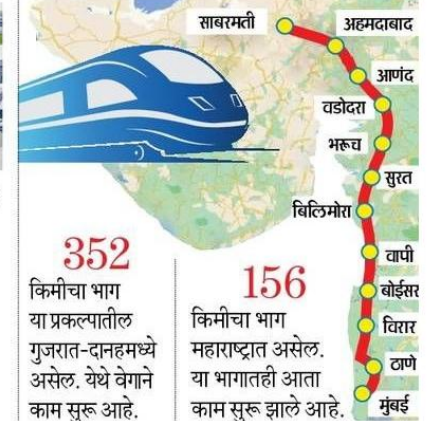 साबरमती
अहमदाबाद
आणंद
वडोदरा
भरूच
सुरत
बिलिमोरा
वापी
बोईसर
विरार
ठाणे
मुंबई
352
किमीचा भाग
या प्रकल्पातील
गुजरात-दानहमध्ये
असेल. येथे वेगाने
काम सुरू आहे.
156
किमीचा भाग
महाराष्ट्रात असेल.
या भागातही आता
काम सुरू झाले आहे.